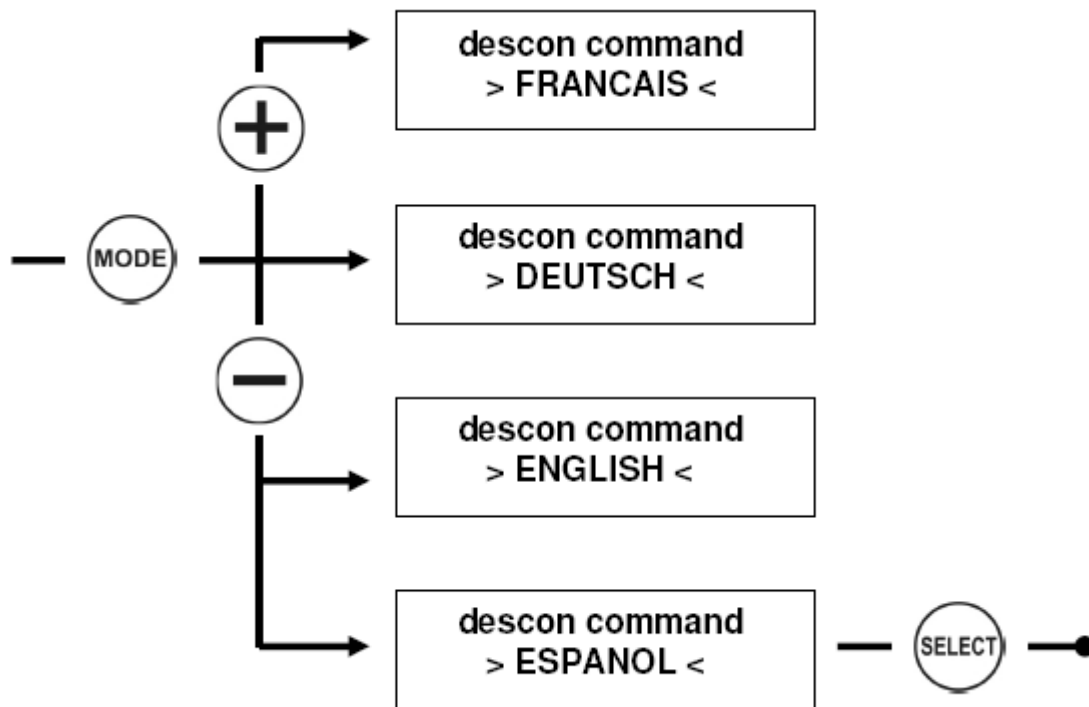 descon command
> FRANCAIS <
+
descon command
> DEUTSCH <
MODE
−
descon command
> ENGLISH <
descon command
> ESPANOL <
SELECT